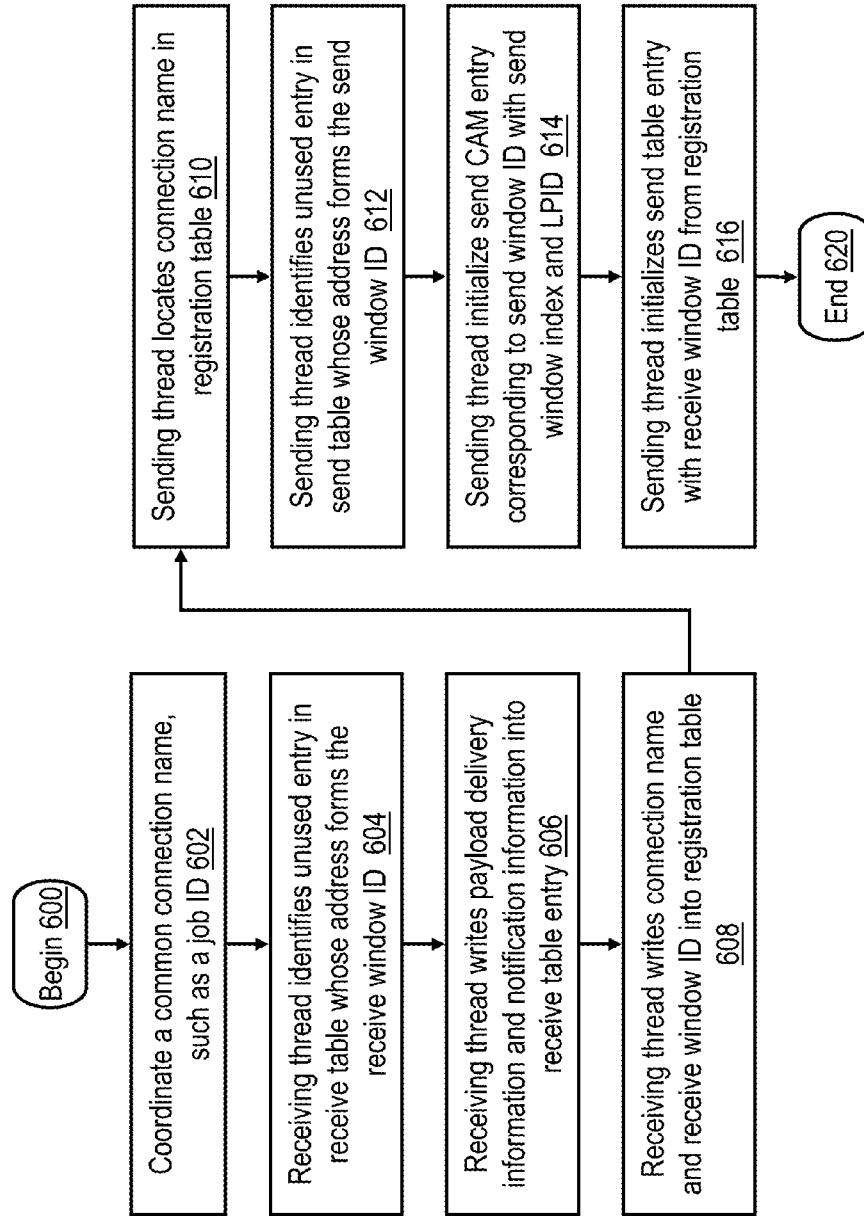 Begin 600
Coordinate a common connection name,
such as a job ID 602
Receiving thread identifies unused entry in
receive table whose address forms the
receive window ID 604
Receiving thread writes payload delivery
information and notification information into
receive table entry 606
Receiving thread writes connection name
and receive window ID into registration table
608
Sending thread locates connection name in
registration table 610
Sending thread identifies unused entry in
send table whose address forms the send
window ID 612
Sending thread initialize send CAM entry
corresponding to send window ID with send
window index and LPID 614
Sending thread initializes send table entry
with receive window ID from registration
table 616
End 620